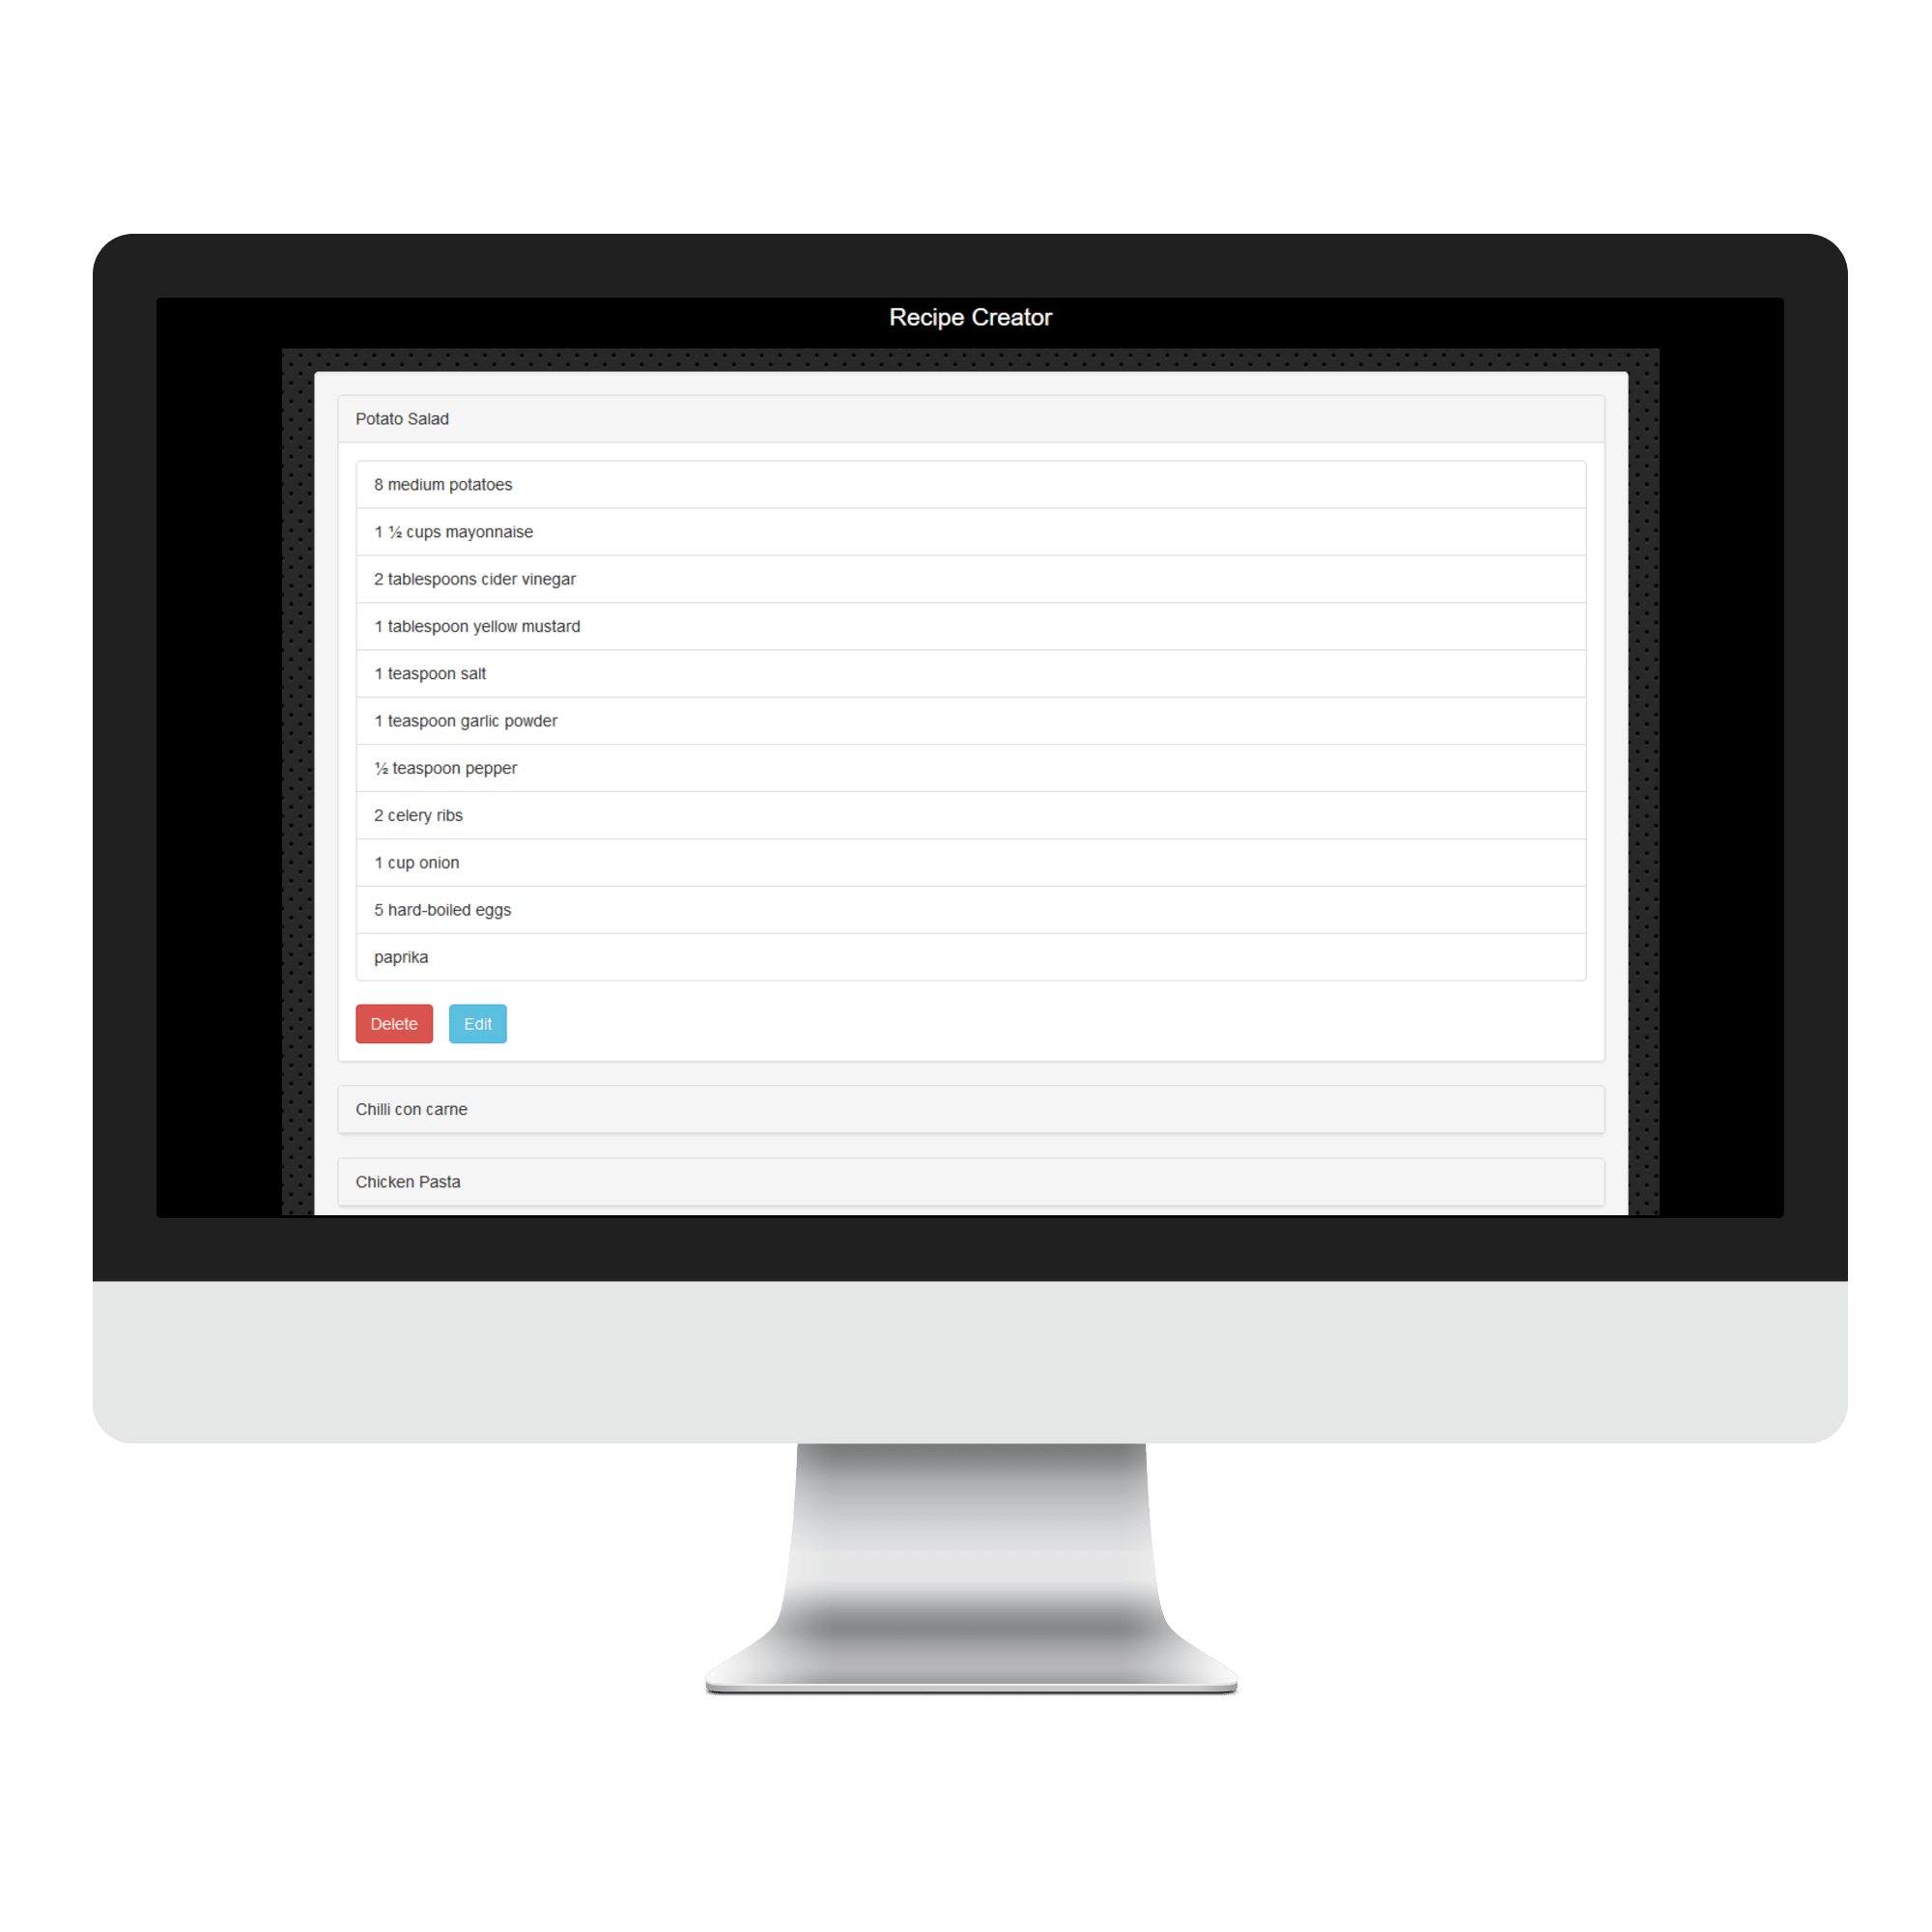 Recipe Creator
Potato Salad
8 medium potatoes
1 ½ cups mayonnaise
2 tablespoons cider vinegar
1 tablespoon yellow mustard
1 teaspoon salt
1 teaspoon garlic powder
½ teaspoon pepper
2 celery ribs
1 cup onion
5 hard-boiled eggs
paprika
Delete Edit
Chilli con carne
Chicken Pasta